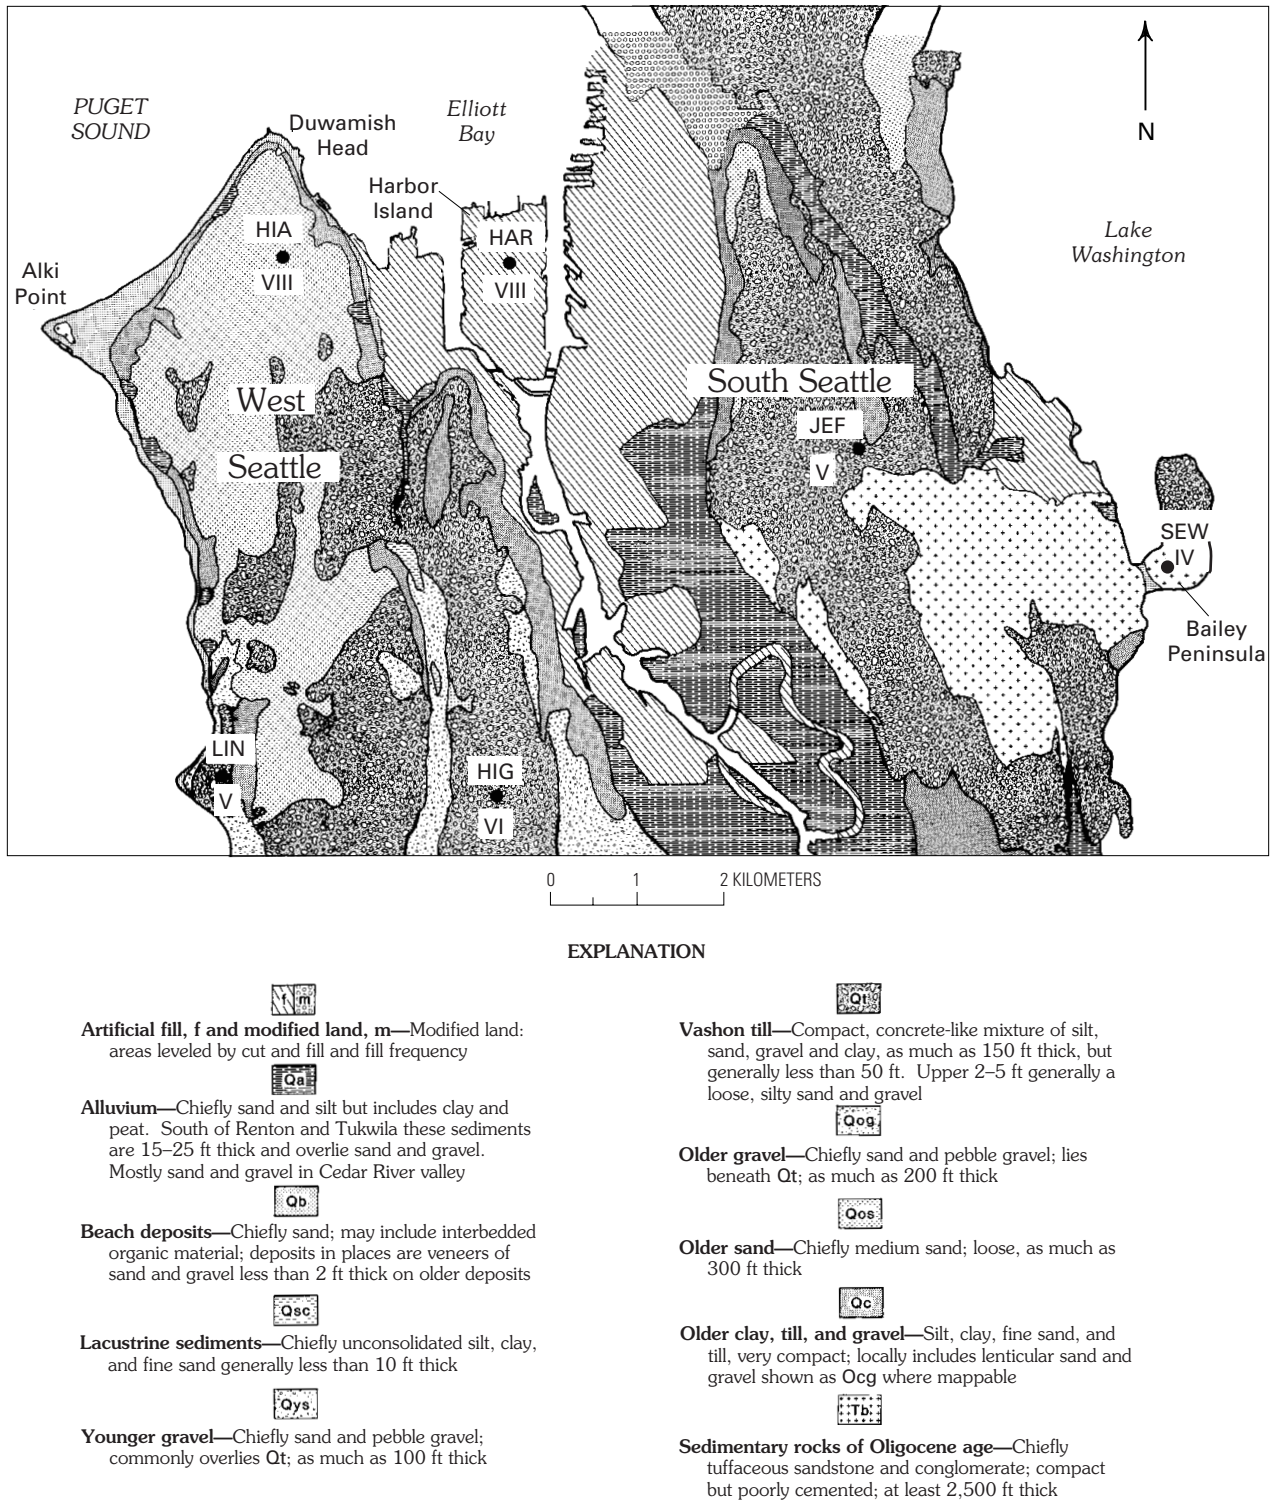 PUGET
SOUND
Elliott
Bay
Duwamish
Head
N
Harbor
Island
HIA
VIII
HAR
VIII
Lake
Washington
Alki
Point
West
Seattle
South Seattle
JEF
V
SEW
IV
Bailey
Peninsula
LIN
V
HIG
VI
0 1 2 KILOMETERS
EXPLANATION
f m
Artificial fill, f and modified land, m—Modified land:
areas leveled by cut and fill and fill frequency
Qa
Alluvium—Chiefly sand and silt but includes clay and
peat. South of Renton and Tukwila these sediments
are 15–25 ft thick and overlie sand and gravel.
Mostly sand and gravel in Cedar River valley
Qb
Beach deposits—Chiefly sand; may include interbedded
organic material; deposits in places are veneers of
sand and gravel less than 2 ft thick on older deposits
Qsc
Lacustrine sediments—Chiefly unconsolidated silt, clay,
and fine sand generally less than 10 ft thick
Qys
Younger gravel—Chiefly sand and pebble gravel;
commonly overlies Qt; as much as 100 ft thick
Qt
Vashon till—Compact, concrete-like mixture of silt,
sand, gravel and clay, as much as 150 ft thick, but
generally less than 50 ft. Upper 2–5 ft generally a
loose, silty sand and gravel
Qog
Older gravel—Chiefly sand and pebble gravel; lies
beneath Qt; as much as 200 ft thick
Qos
Older sand—Chiefly medium sand; loose, as much as
300 ft thick
Qc
Older clay, till, and gravel—Silt, clay, fine sand, and
till, very compact; locally includes lenticular sand and
gravel shown as Ocg where mappable
Tb
Sedimentary rocks of Oligocene age—Chiefly
tuffaceous sandstone and conglomerate; compact
but poorly cemented; at least 2,500 ft thick